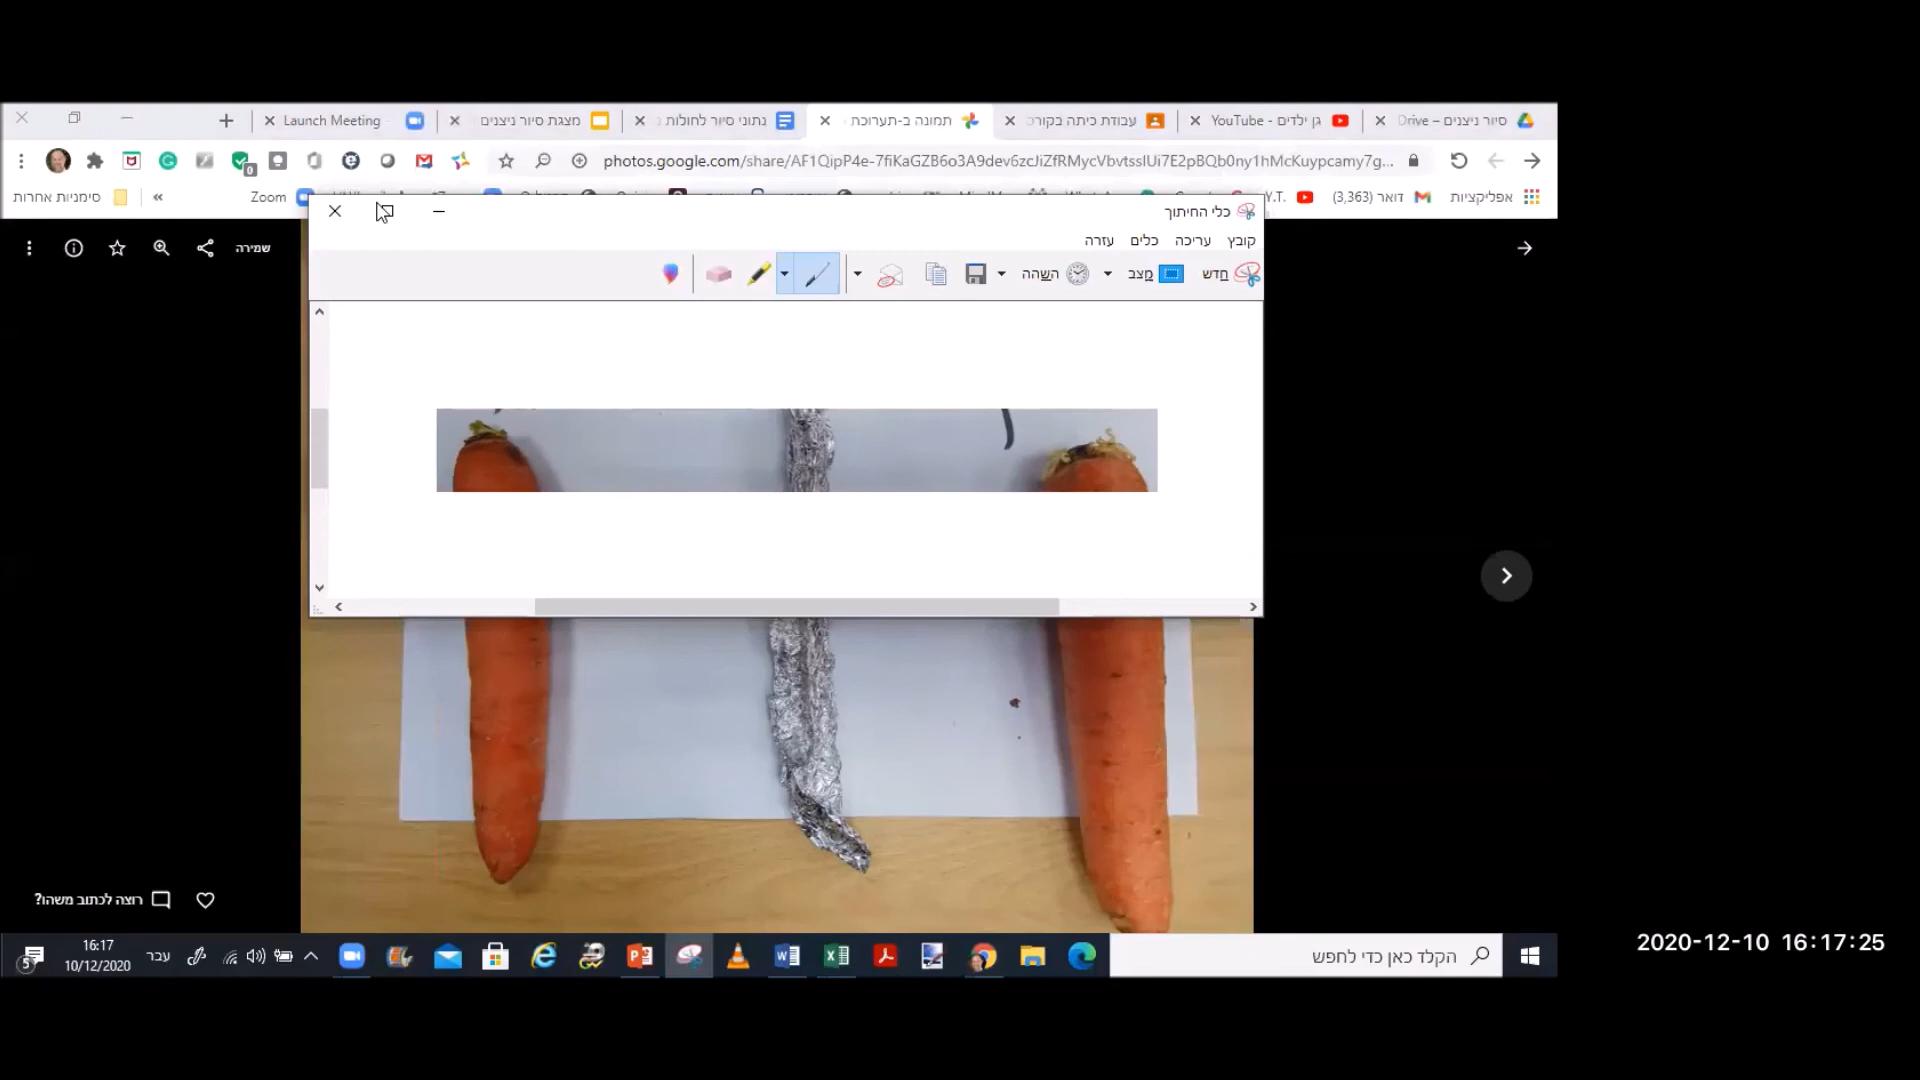 סיור ניצנים – Drive
גן ילדים - YouTube
עבודת כיתה בקורס
תמונה ב-תערוכת
נתוני סיור לחולות נ
מצגת סיור ניצנים
Launch Meeting
photos.google.com/share/AF1QipP4e-7fiKaGZB6o3A9dev6zcJiZfRMycVbvtssIUi7E2pBQb0ny1hMcKuypcamy7g...
0
אפליקציות
דואר (3,363)
Y.T.
Zoom
»
סימניות אחרות
כלי החיתוך
קובץ עריכה כלים עזרה
חדש מצב השהה
שמירה
רוצה לכתוב משהו?
הקלד כאן כדי לחפש
עבר
16:17
10/12/2020
5
2020-12-10 16:17:25